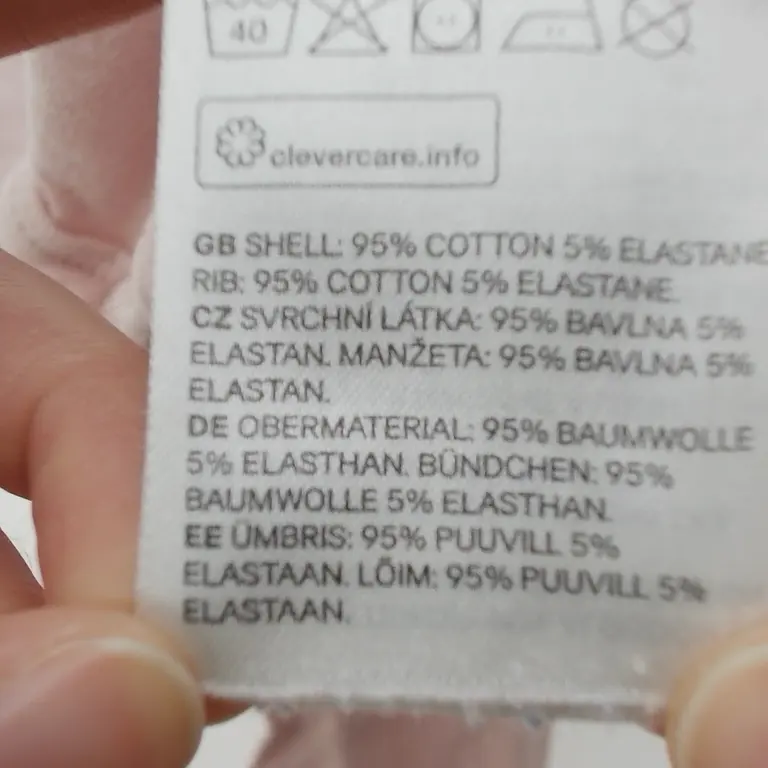 40
clevercare.info
GB SHELL: 95% COTTON 5% ELASTANE
RIB: 95% COTTON 5% ELASTANE.
CZ SVRCHNÍ LÁTKA: 95% BAVLNA 5%
ELASTAN. MANŽETA: 95% BAVLNA 5%
ELASTAN.
DE OBERMATERIAL: 95% BAUMWOLLE
5% ELASTHAN. BÜNDCHEN: 95%
BAUMWOLLE 5% ELASTHAN.
EE ÜMBRIS: 95% PUUVILL 5%
ELASTAAN. LÕIM: 95% PUUVILL 5%
ELASTAAN.